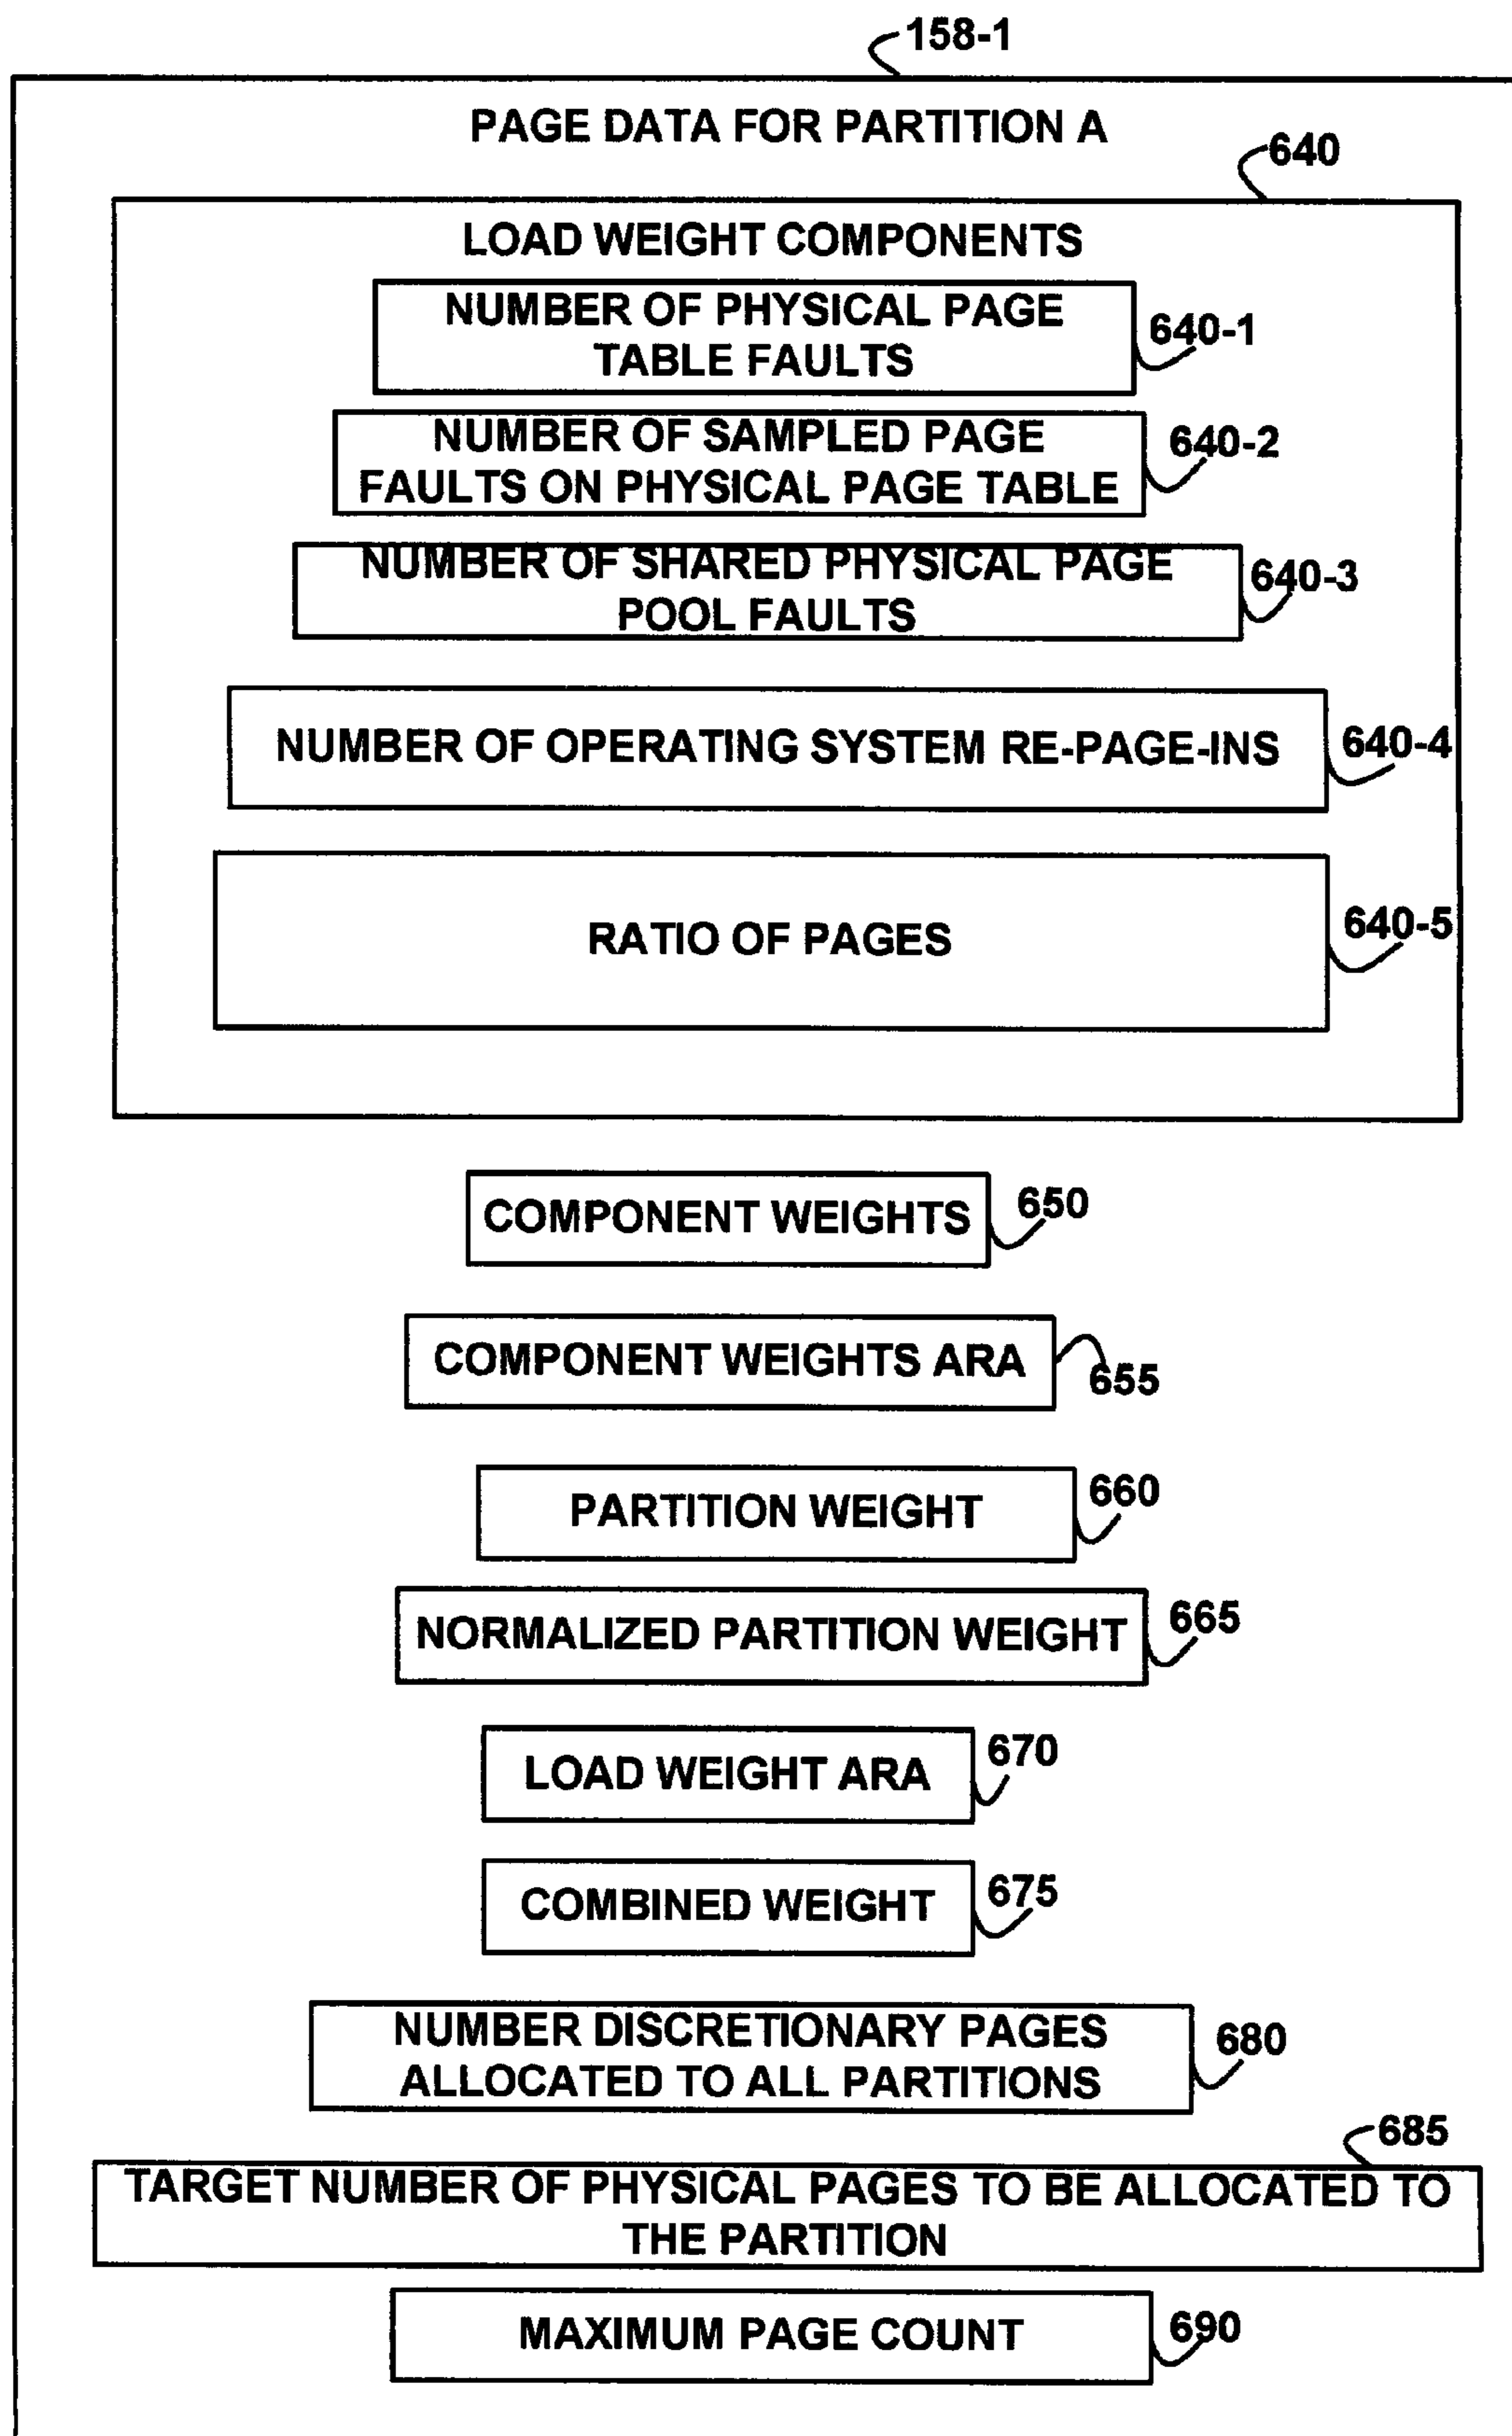 158-1
PAGE DATA FOR PARTITION A
640
LOAD WEIGHT COMPONENTS
NUMBER OF PHYSICAL PAGE
TABLE FAULTS
640-1
NUMBER OF SAMPLED PAGE
FAULTS ON PHYSICAL PAGE TABLE
640-2
NUMBER OF SHARED PHYSICAL PAGE
POOL FAULTS
640-3
NUMBER OF OPERATING SYSTEM RE-PAGE-INS
640-4
RATIO OF PAGES
640-5
COMPONENT WEIGHTS
650
COMPONENT WEIGHTS ARA
655
PARTITION WEIGHT
660
NORMALIZED PARTITION WEIGHT
665
LOAD WEIGHT ARA
670
COMBINED WEIGHT
675
NUMBER DISCRETIONARY PAGES
ALLOCATED TO ALL PARTITIONS
680
685
TARGET NUMBER OF PHYSICAL PAGES TO BE ALLOCATED TO
THE PARTITION
MAXIMUM PAGE COUNT
690